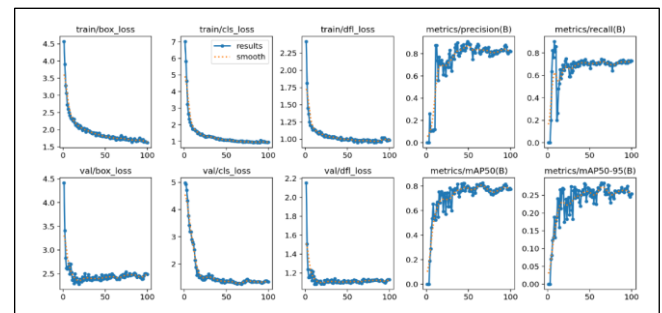 train/box_loss train/cls_loss train/dfl_loss metrics/precision(B) metrics/recall(B)
4.5 4.0 3.5 3.0 2.5 2.0 1.5
7 6 5 4 3 2 1
results
smooth
2.25 2.00 1.75 1.50 1.25 1.00
0.8 0.6 0.4 0.2 0.0
0.8 0.6 0.4 0.2 0.0
0 50 100 0 50 100 0 50 100 0 50 100 0 50 100
val/box_loss val/cls_loss val/dfl_loss metrics/mAP50(B) metrics/mAP50-95(B)
4.5 4.0 3.5 3.0 2.5
5 4 3 2
2.0 1.8 1.6 1.4 1.2
0.8 0.6 0.4 0.2 0.0
0.25 0.20 0.15 0.10 0.05 0.00
0 50 100 0 50 100 0 50 100 0 50 100 0 50 100